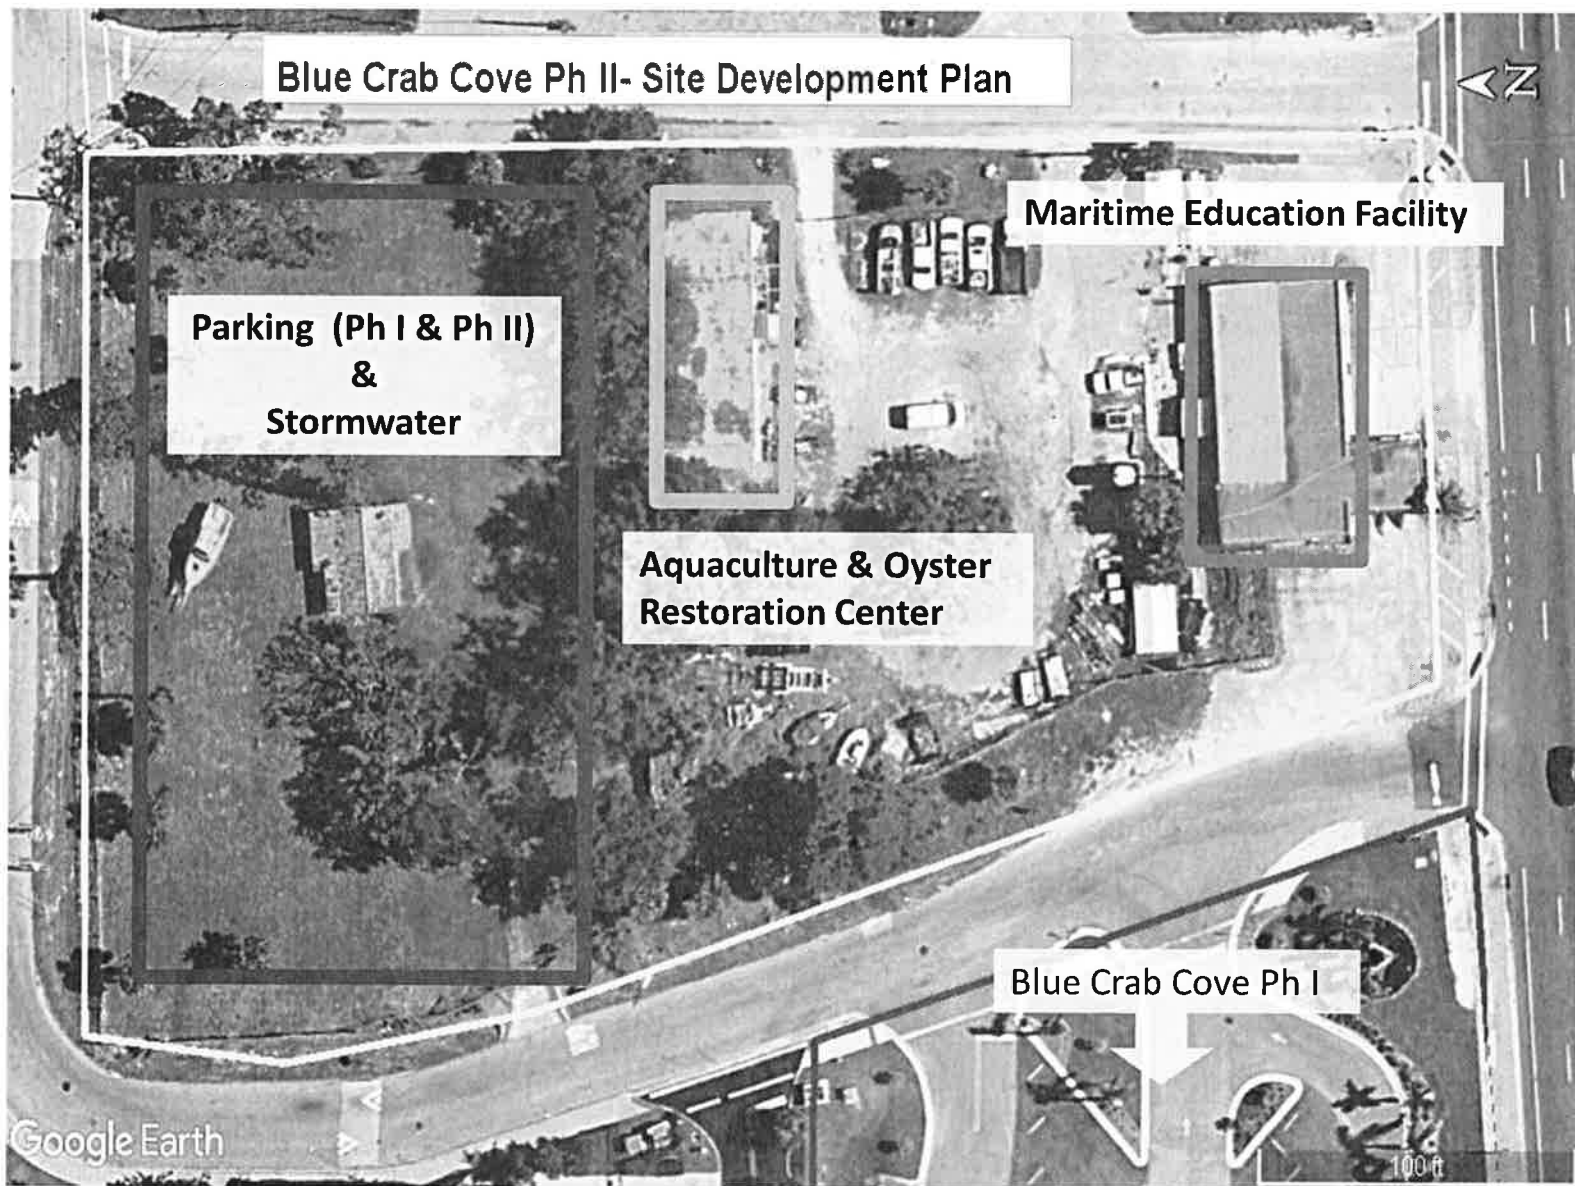 Blue Crab Cove Ph II- Site Development Plan
N
Maritime Education Facility
Parking (Ph I & Ph II)
&
Stormwater
Aquaculture & Oyster
Restoration Center
Blue Crab Cove Ph I
Google Earth
100 ft